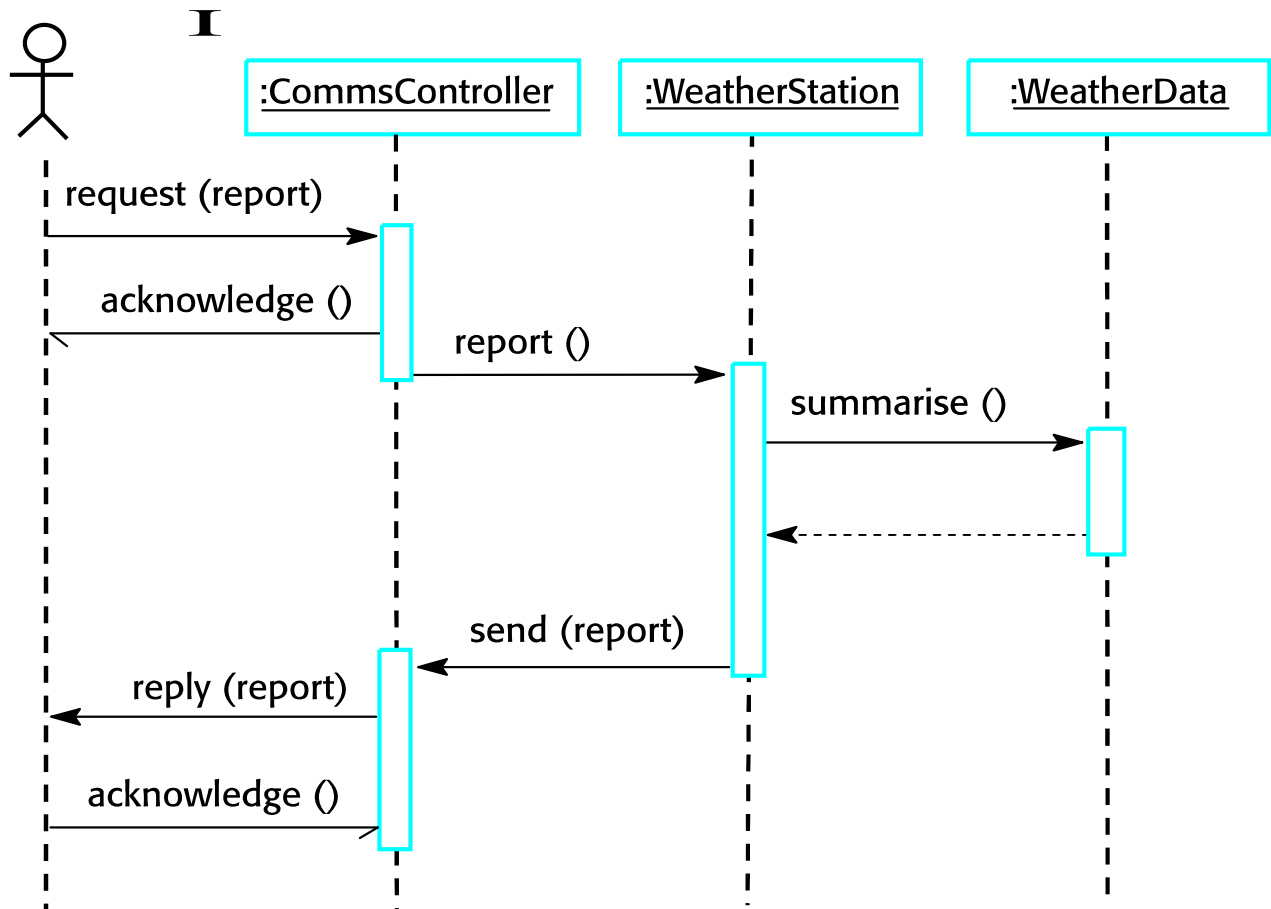 I
:CommsController
:WeatherStation
:WeatherData
request (report)
acknowledge ()
report ()
summarise ()
send (report)
reply (report)
acknowledge ()